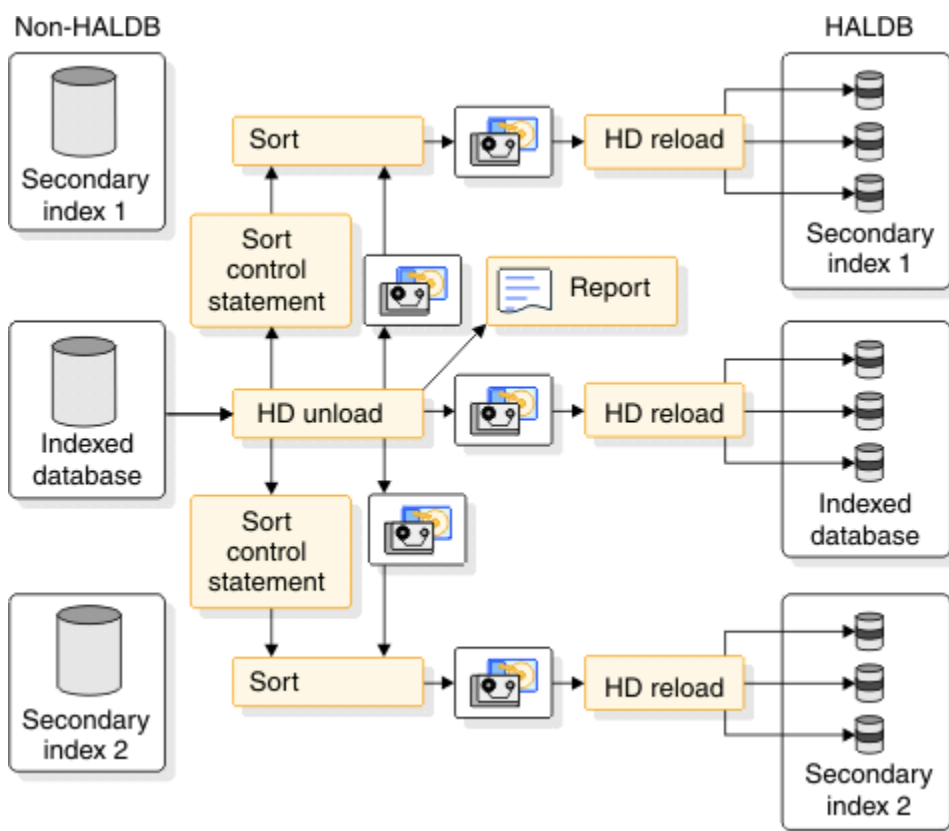 Non-HALDB
HALDB
Secondary
index 1
Sort
HD reload
Secondary
index 1
Sort
control
statement
Report
Indexed
database
HD unload
HD reload
Indexed
database
Sort
control
statement
Secondary
index 2
Sort
HD reload
Secondary
index 2